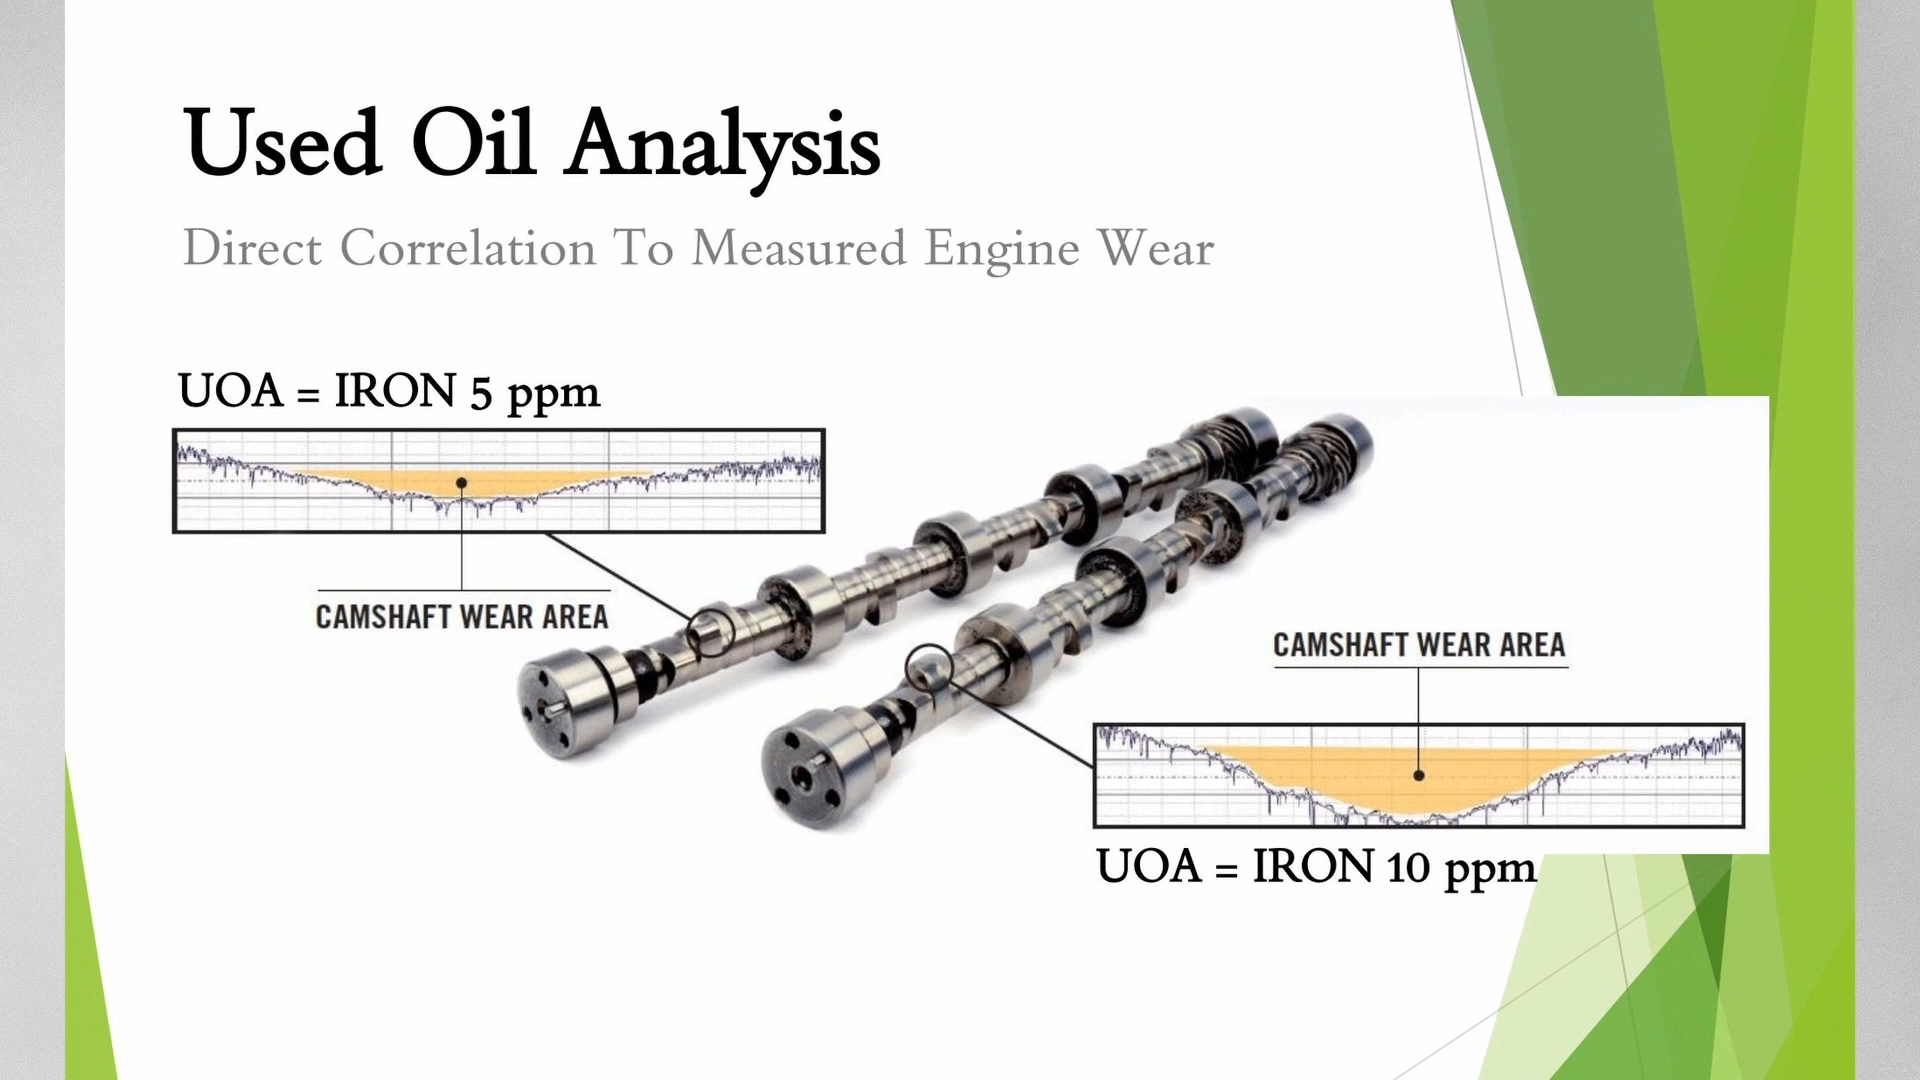 Used Oil Analysis
Direct Correlation To Measured Engine Wear
UOA = IRON 5 ppm
CAMSHAFT WEAR AREA
CAMSHAFT WEAR AREA
UOA = IRON 10 ppm